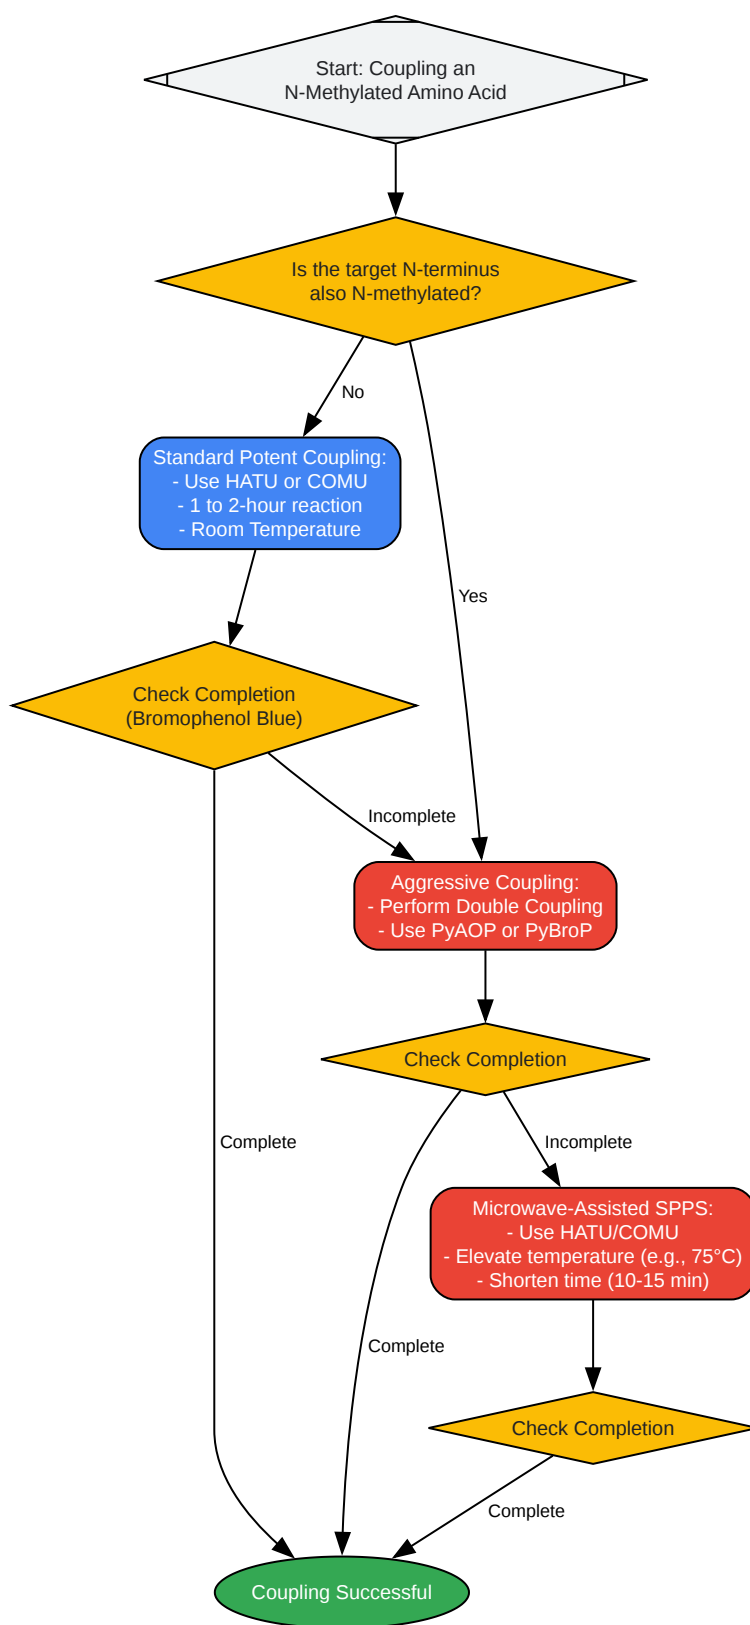 Start: Coupling an
N-Methylated Amino Acid
Is the target N-terminus
also N-methylated?
No
Standard Potent Coupling:
- Use HATU or COMU
- 1 to 2-hour reaction
- Room Temperature
Yes
Check Completion
(Bromophenol Blue)
Incomplete
Aggressive Coupling:
- Perform Double Coupling
- Use PyAOP or PyBroP
Check Completion
Complete
Incomplete
Microwave-Assisted SPPS:
- Use HATU/COMU
- Elevate temperature (e.g., 75°C)
- Shorten time (10-15 min)
Complete
Check Completion
Complete
Coupling Successful